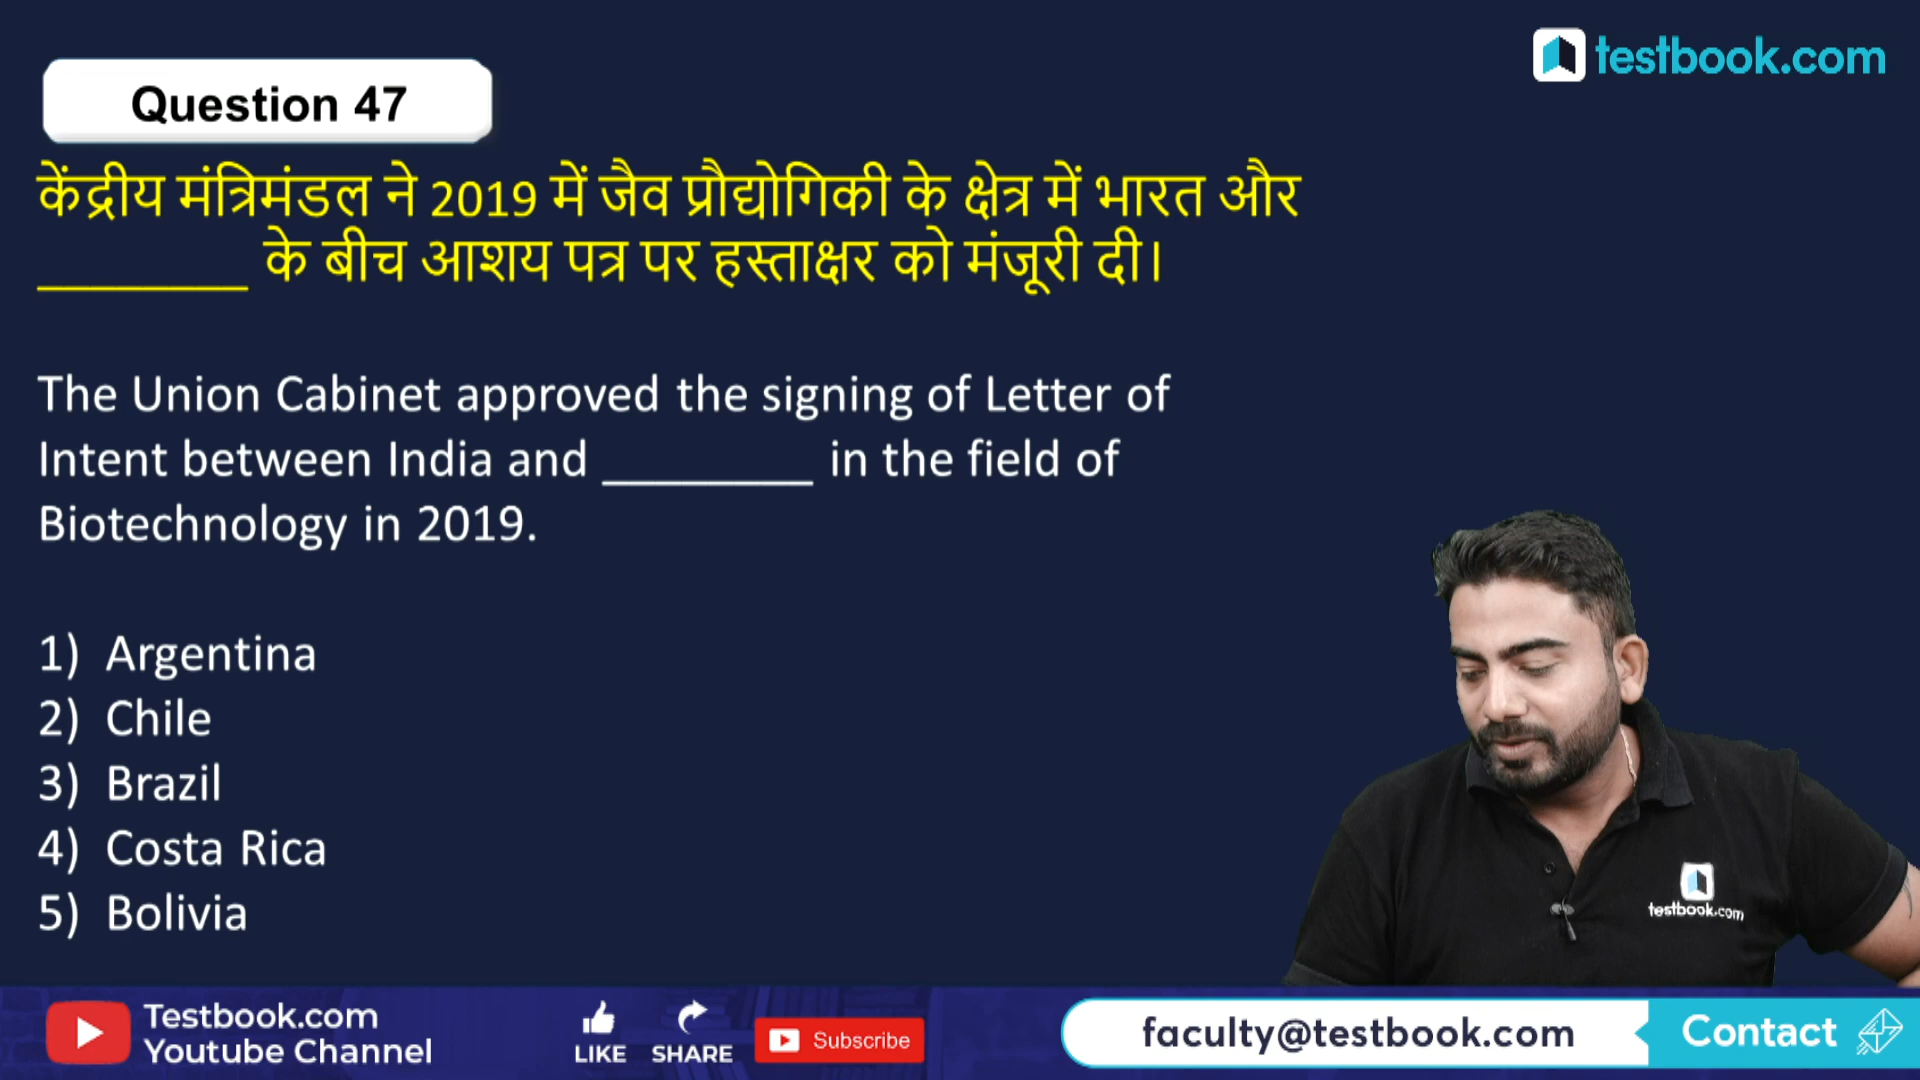 testbook.com
Question 47
केंद्रीय मंत्रिमंडल ने 2019 में जैव प्रौद्योगिकी के क्षेत्र में भारत और
________ के बीच आशय पत्र पर हस्ताक्षर को मंजूरी दी।
The Union Cabinet approved the signing of Letter of
Intent between India and ________ in the field of
Biotechnology in 2019.
1) Argentina
2) Chile
3) Brazil
4) Costa Rica
5) Bolivia
testbook.com
Testbook.com
Youtube Channel
LIKE SHARE Subscribe
faculty@testbook.com Contact